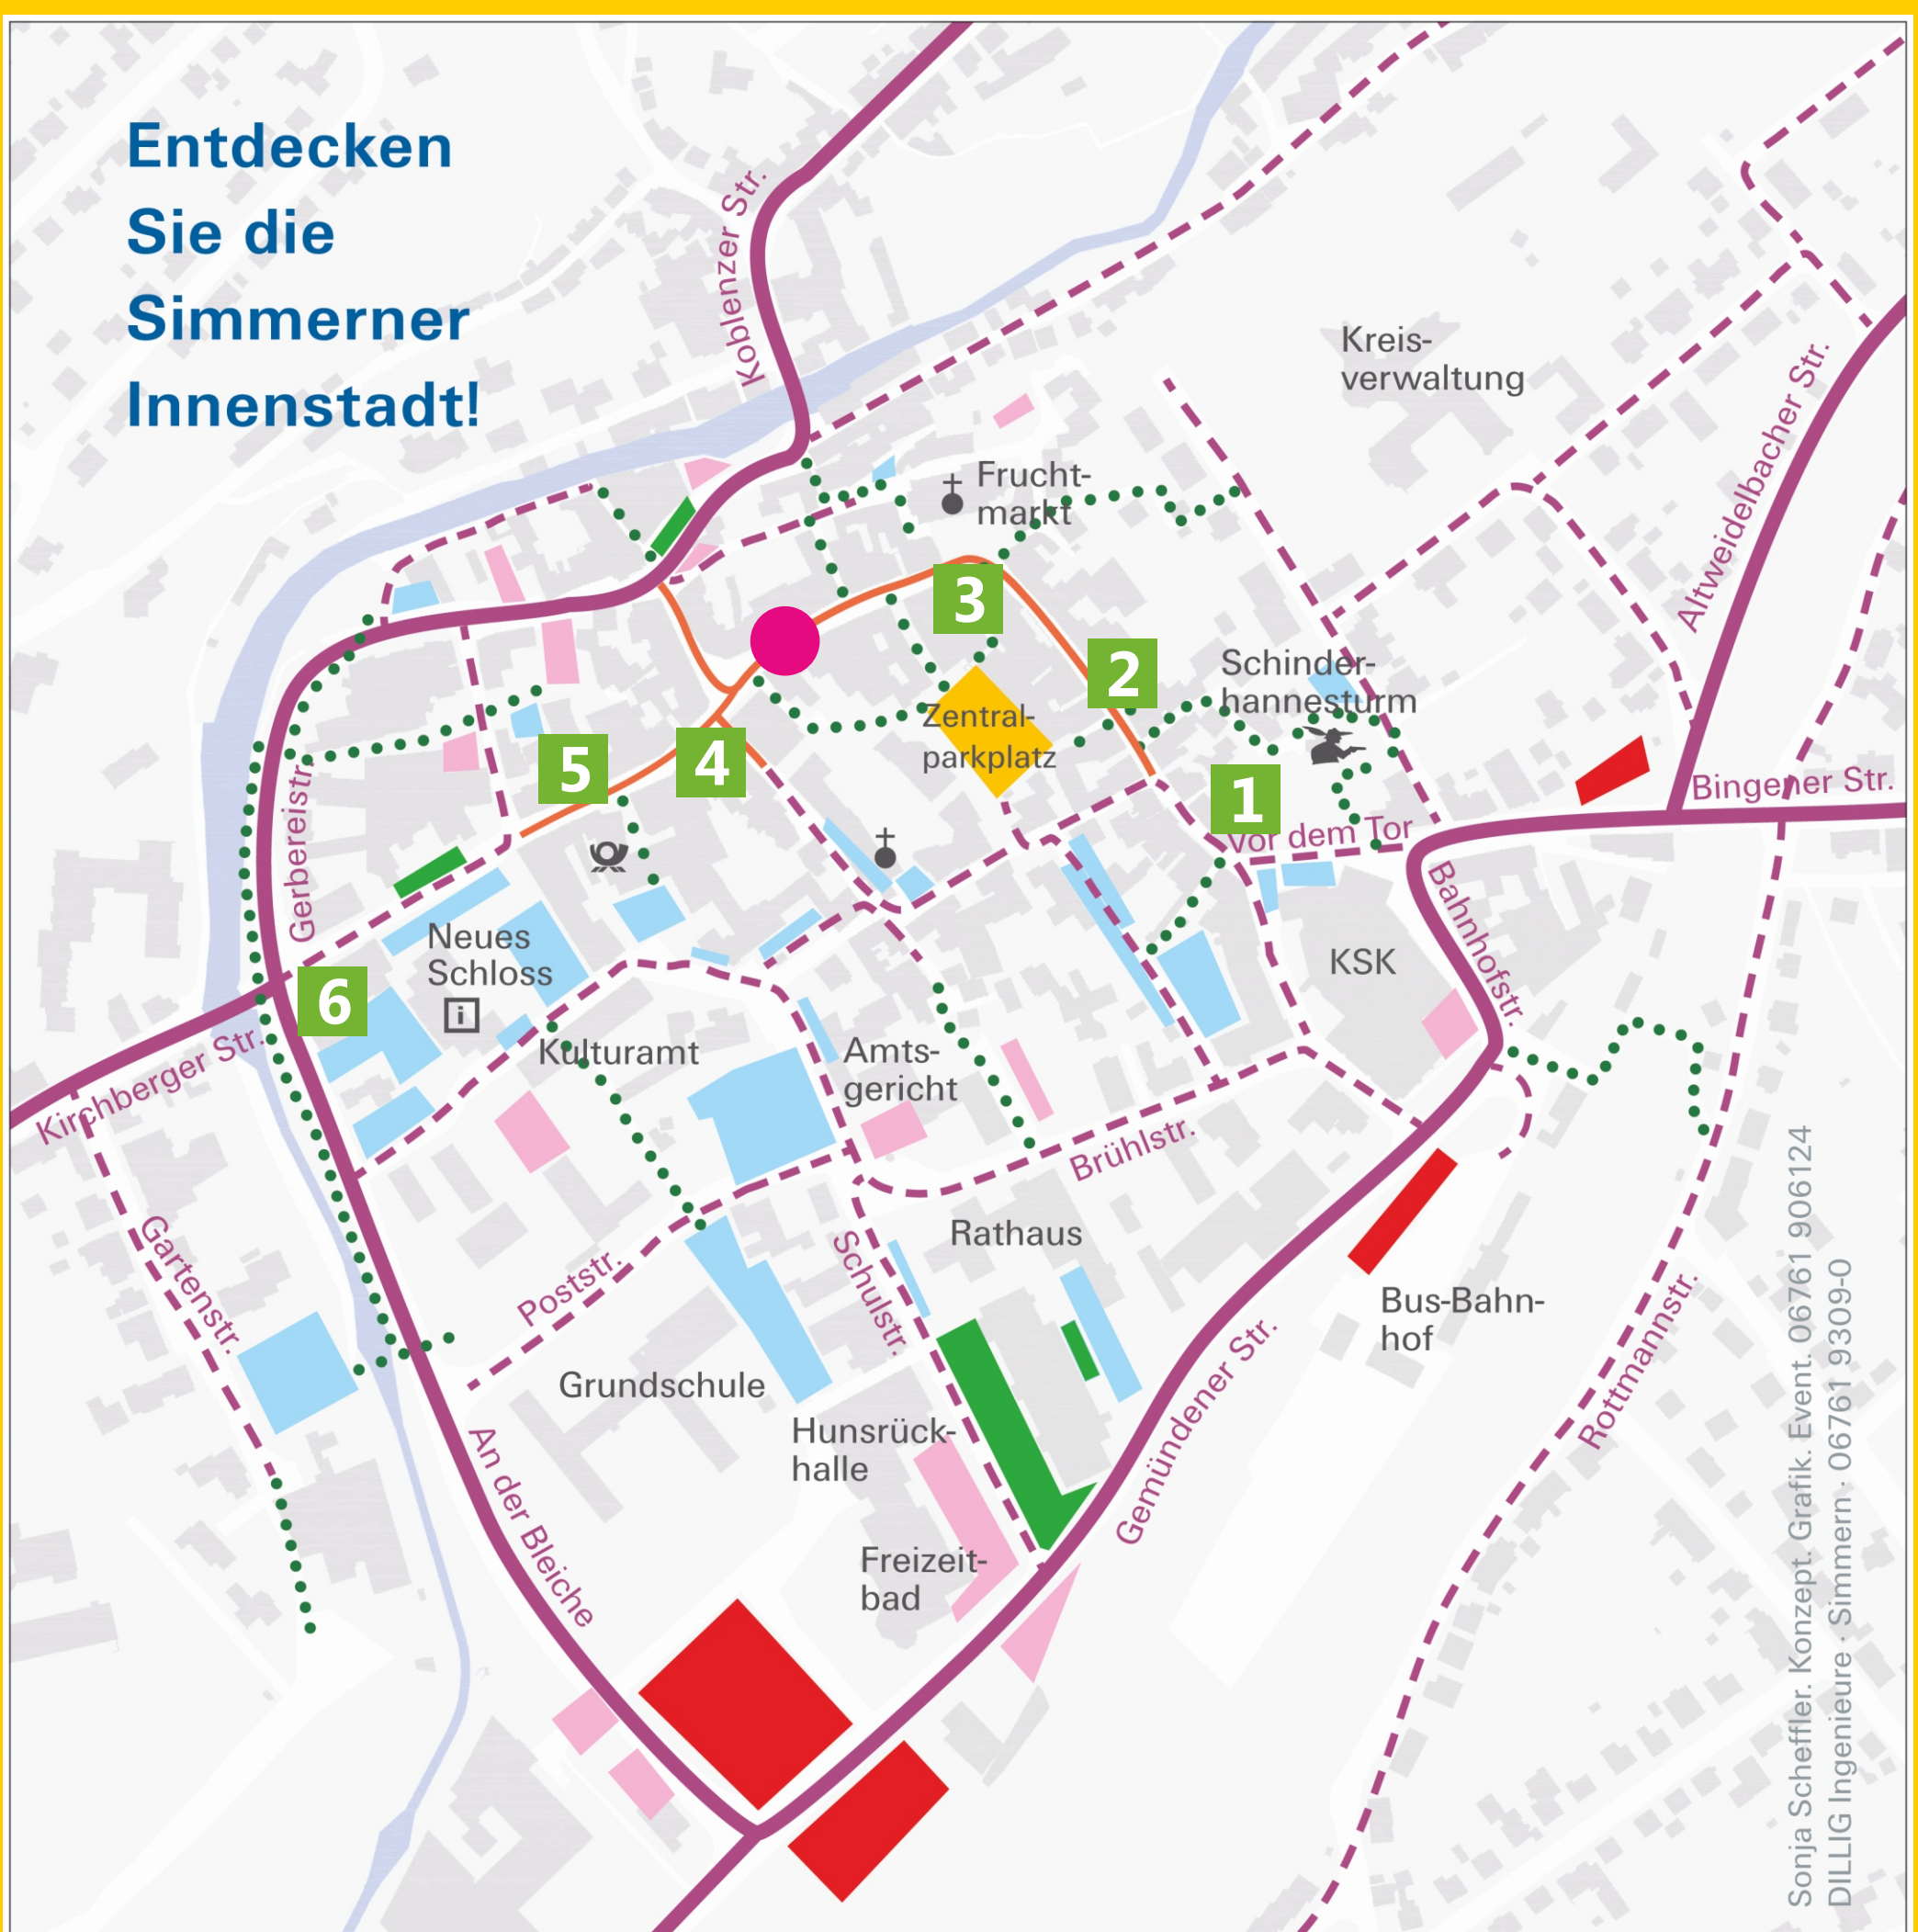 Entdecken
Sie die
Simmerner
Innenstadt!
Koblenzer Str.
Kreis-
verwaltung
Altweidelbacher Str.
Frucht-
markt
3
2
Schinder-
hannesturm
Zentral-
parkplatz
5
4
1
Bingener Str.
Vor dem Tor
Gerbereistr.
Bahnhofstr.
Neues
Schloss
i
KSK
6
Kirchberger Str.
Kulturamt
Amts-
gericht
Brühlstr.
Gartenstr.
Poststr.
Schulstr.
Rathaus
Bus-Bahn-
hof
Rottmannstr.
Grundschule
Gemündener Str.
Hunsrück-
halle
An der Bleiche
Freizeit-
bad
Sonja Scheffler. Konzept. Grafik. Event. 06761 906124
DILLIG Ingenieure · Simmern · 06761 9309-0